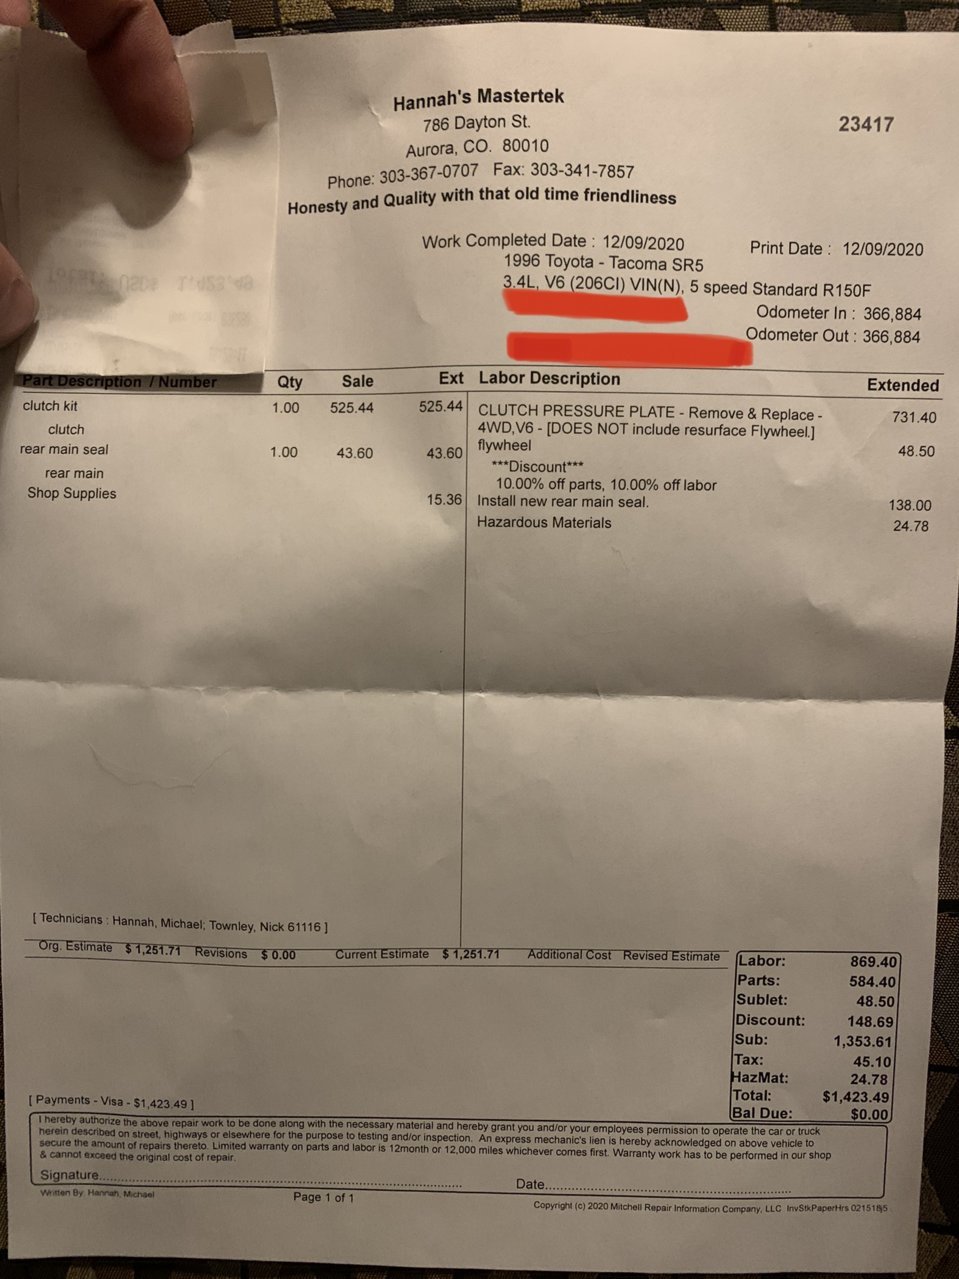 Hannah's Mastertek
786 Dayton St.
Aurora, CO. 80010
Phone: 303-367-0707 Fax: 303-341-7857
Honesty and Quality with that old time friendliness
23417
Work Completed Date : 12/09/2020
Print Date : 12/09/2020
1996 Toyota - Tacoma SR5
3.4L, V6 (206CI) VIN(N), 5 speed Standard R150F
Odometer In : 366,884
Odometer Out : 366,884
Part Description / Number Qty Sale Ext Labor Description Extended
clutch kit 1.00 525.44 525.44
clutch
rear main seal 1.00 43.60 43.60
rear main
Shop Supplies 15.36
CLUTCH PRESSURE PLATE - Remove & Replace - 731.40
4WD,V6 - [DOES NOT include resurface Flywheel.]
flywheel 48.50
***Discount***
10.00% off parts, 10.00% off labor
Install new rear main seal. 138.00
Hazardous Materials 24.78
[ Technicians : Hannah, Michael; Townley, Nick 61116 ]
Org. Estimate $ 1,251.71 Revisions $ 0.00 Current Estimate $ 1,251.71 Additional Cost Revised Estimate
Labor: 869.40
Parts: 584.40
Sublet: 48.50
Discount: 148.69
Sub: 1,353.61
Tax: 45.10
HazMat: 24.78
Total: $1,423.49
Bal Due: $0.00
[ Payments - Visa - $1,423.49 ]
I hereby authorize the above repair work to be done along with the necessary material and hereby grant you and/or your employees permission to operate the car or truck
herein described on street, highways or elsewhere for the purpose to testing and/or inspection. An express mechanic's lien is hereby acknowledged on above vehicle to
secure the amount of repairs thereto. Limited warranty on parts and labor is 12month or 12,000 miles whichever comes first. Warranty work has to be performed in our shop
& cannot exceed the original cost of repair.
Signature.......... Date..........
Written By: Hannah, Michael
Page 1 of 1
Copyright (c) 2020 Mitchell Repair Information Company, LLC InvStkPaperHrs 021518